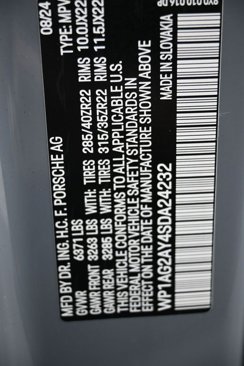 MFD. BY DR. ING. H.C. F. PORSCHE AG 08/24
GVWR 6371 LBS TYPE: MPV
GAWR FRONT 3263 LBS WITH TIRES 285/40ZR22 RIMS 10.0JX22
GAWR REAR 3285 LBS WITH TIRES 315/35ZR22 RIMS 11.5JX22
THIS VEHICLE CONFORMS TO ALL APPLICABLE U.S.
FEDERAL MOTOR VEHICLE SAFETY STANDARDS IN EFFECT
ON THE DATE OF MANUFACTURE SHOWN ABOVE
WP1AG2AY4SDA24232 MADE IN SLOVAKIA